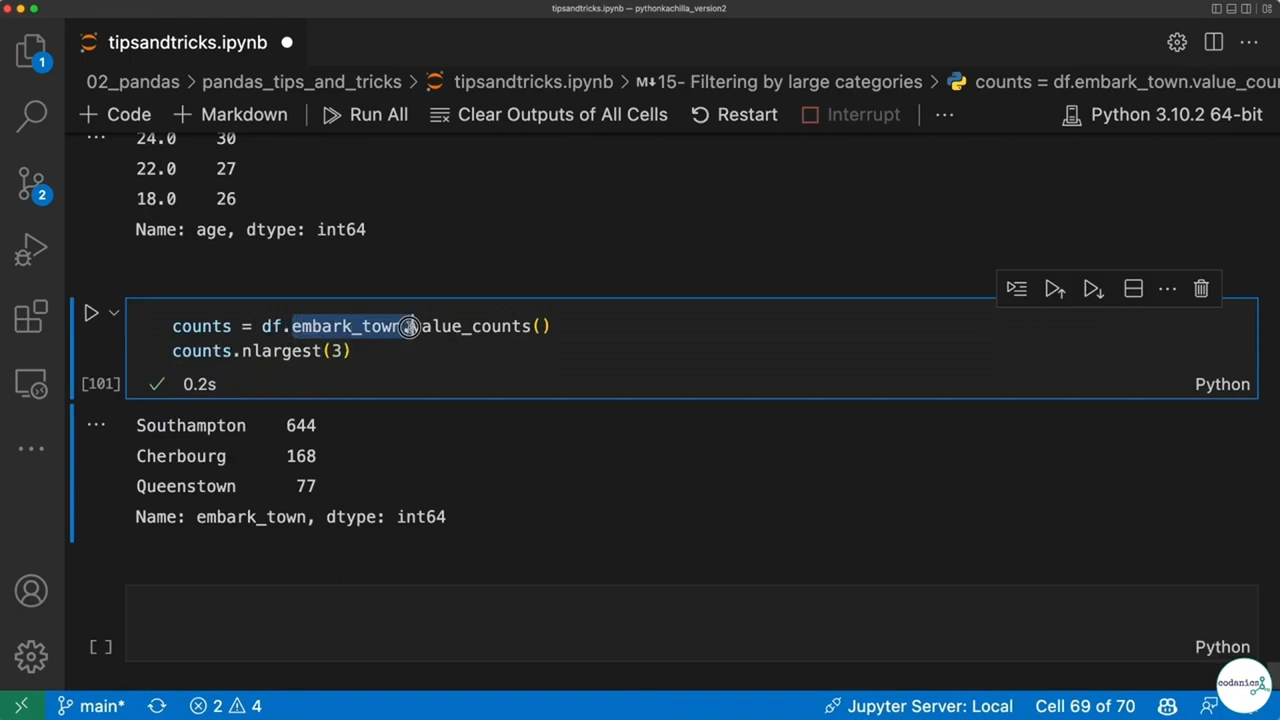 tipsandtricks.ipynb — pythonkachilla_version2
tipsandtricks.ipynb
02_pandas > pandas_tips_and_tricks > tipsandtricks.ipynb > M↓15- Filtering by large categories > counts = df.embark_town.value_cou
+ Code + Markdown Run All Clear Outputs of All Cells Restart Interrupt ... Python 3.10.2 64-bit
24.0 30
22.0 27
18.0 26
Name: age, dtype: int64
counts = df.embark_town.value_counts()
counts.nlargest(3)
[101] 0.2s Python
Southampton 644
Cherbourg 168
Queenstown 77
Name: embark_town, dtype: int64
[ ] Python
codanics
main* 2 4 Jupyter Server: Local Cell 69 of 70
1
2